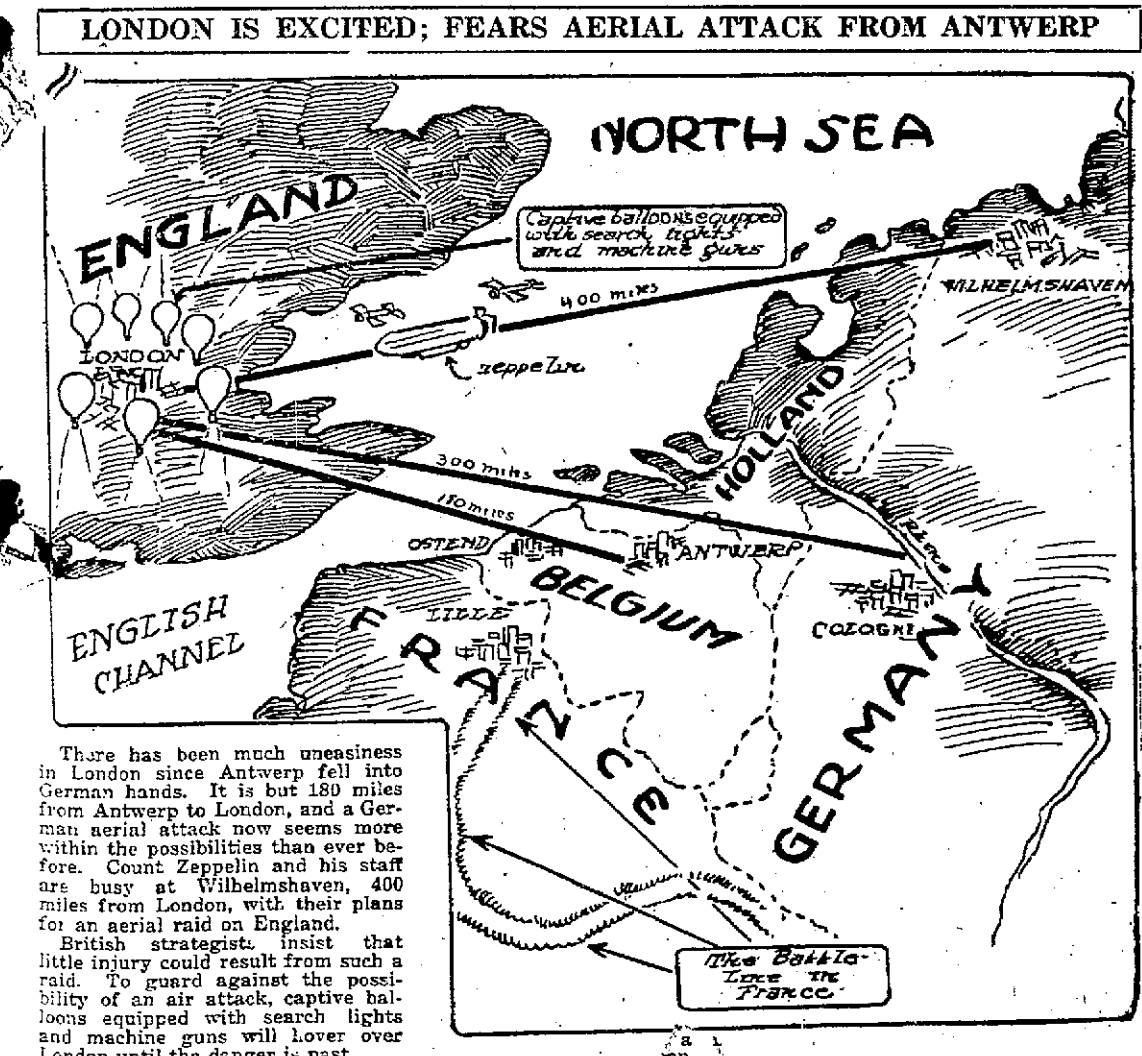 LONDON IS EXCITED; FEARS AERIAL ATTACK FROM ANTWERP
NORTH SEA
ENGLAND
Captive balloons equipped
with search lights
and machine guns
400 miles
WILHELMSHAVEN
LONDON
zeppelin
HOLLAND
300 miles
180 miles
RHINE
OSTEND
ANTWERP
BELGIUM
LILLE
COLOGNE
ENGLISH
CHANNEL
FRANCE
GERMANY
The Battle-
Line in
France
There has been much uneasiness
in London since Antwerp fell into
German hands. It is but 180 miles
from Antwerp to London, and a Ger-
man aerial attack now seems more
within the possibilities than ever be-
fore. Count Zeppelin and his staff
are busy at Wilhelmshaven, 400
miles from London, with their plans
for an aerial raid on England.
British strategists insist that
little injury could result from such a
raid. To guard against the possi-
bility of an air attack, captive bal-
loons equipped with search lights
and machine guns will hover over
London until the danger is past.